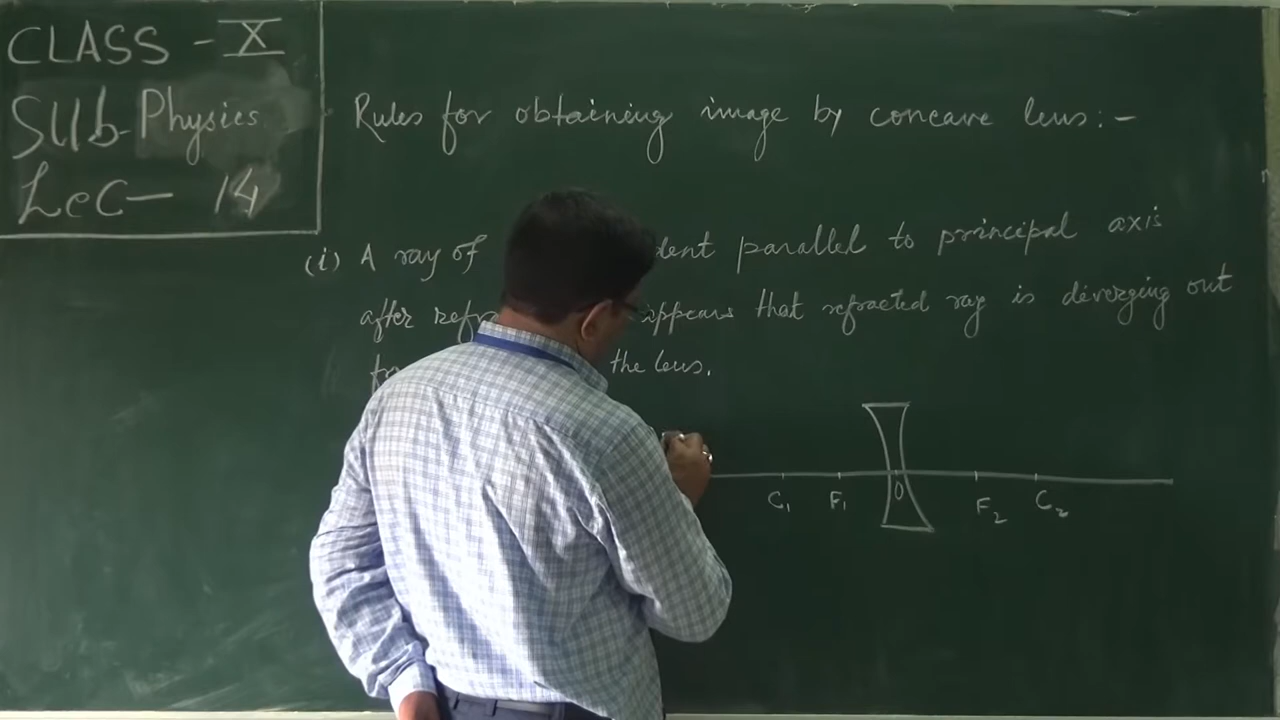 CLASS - X
Sub- Physics
Lec- 14
Rules for obtaining image by concave lens:-
(i) A ray of dent parallel to principal axis
after refr appears that refracted ray is diverging out
the lens.
C₁ F₁ O F₂ C₂